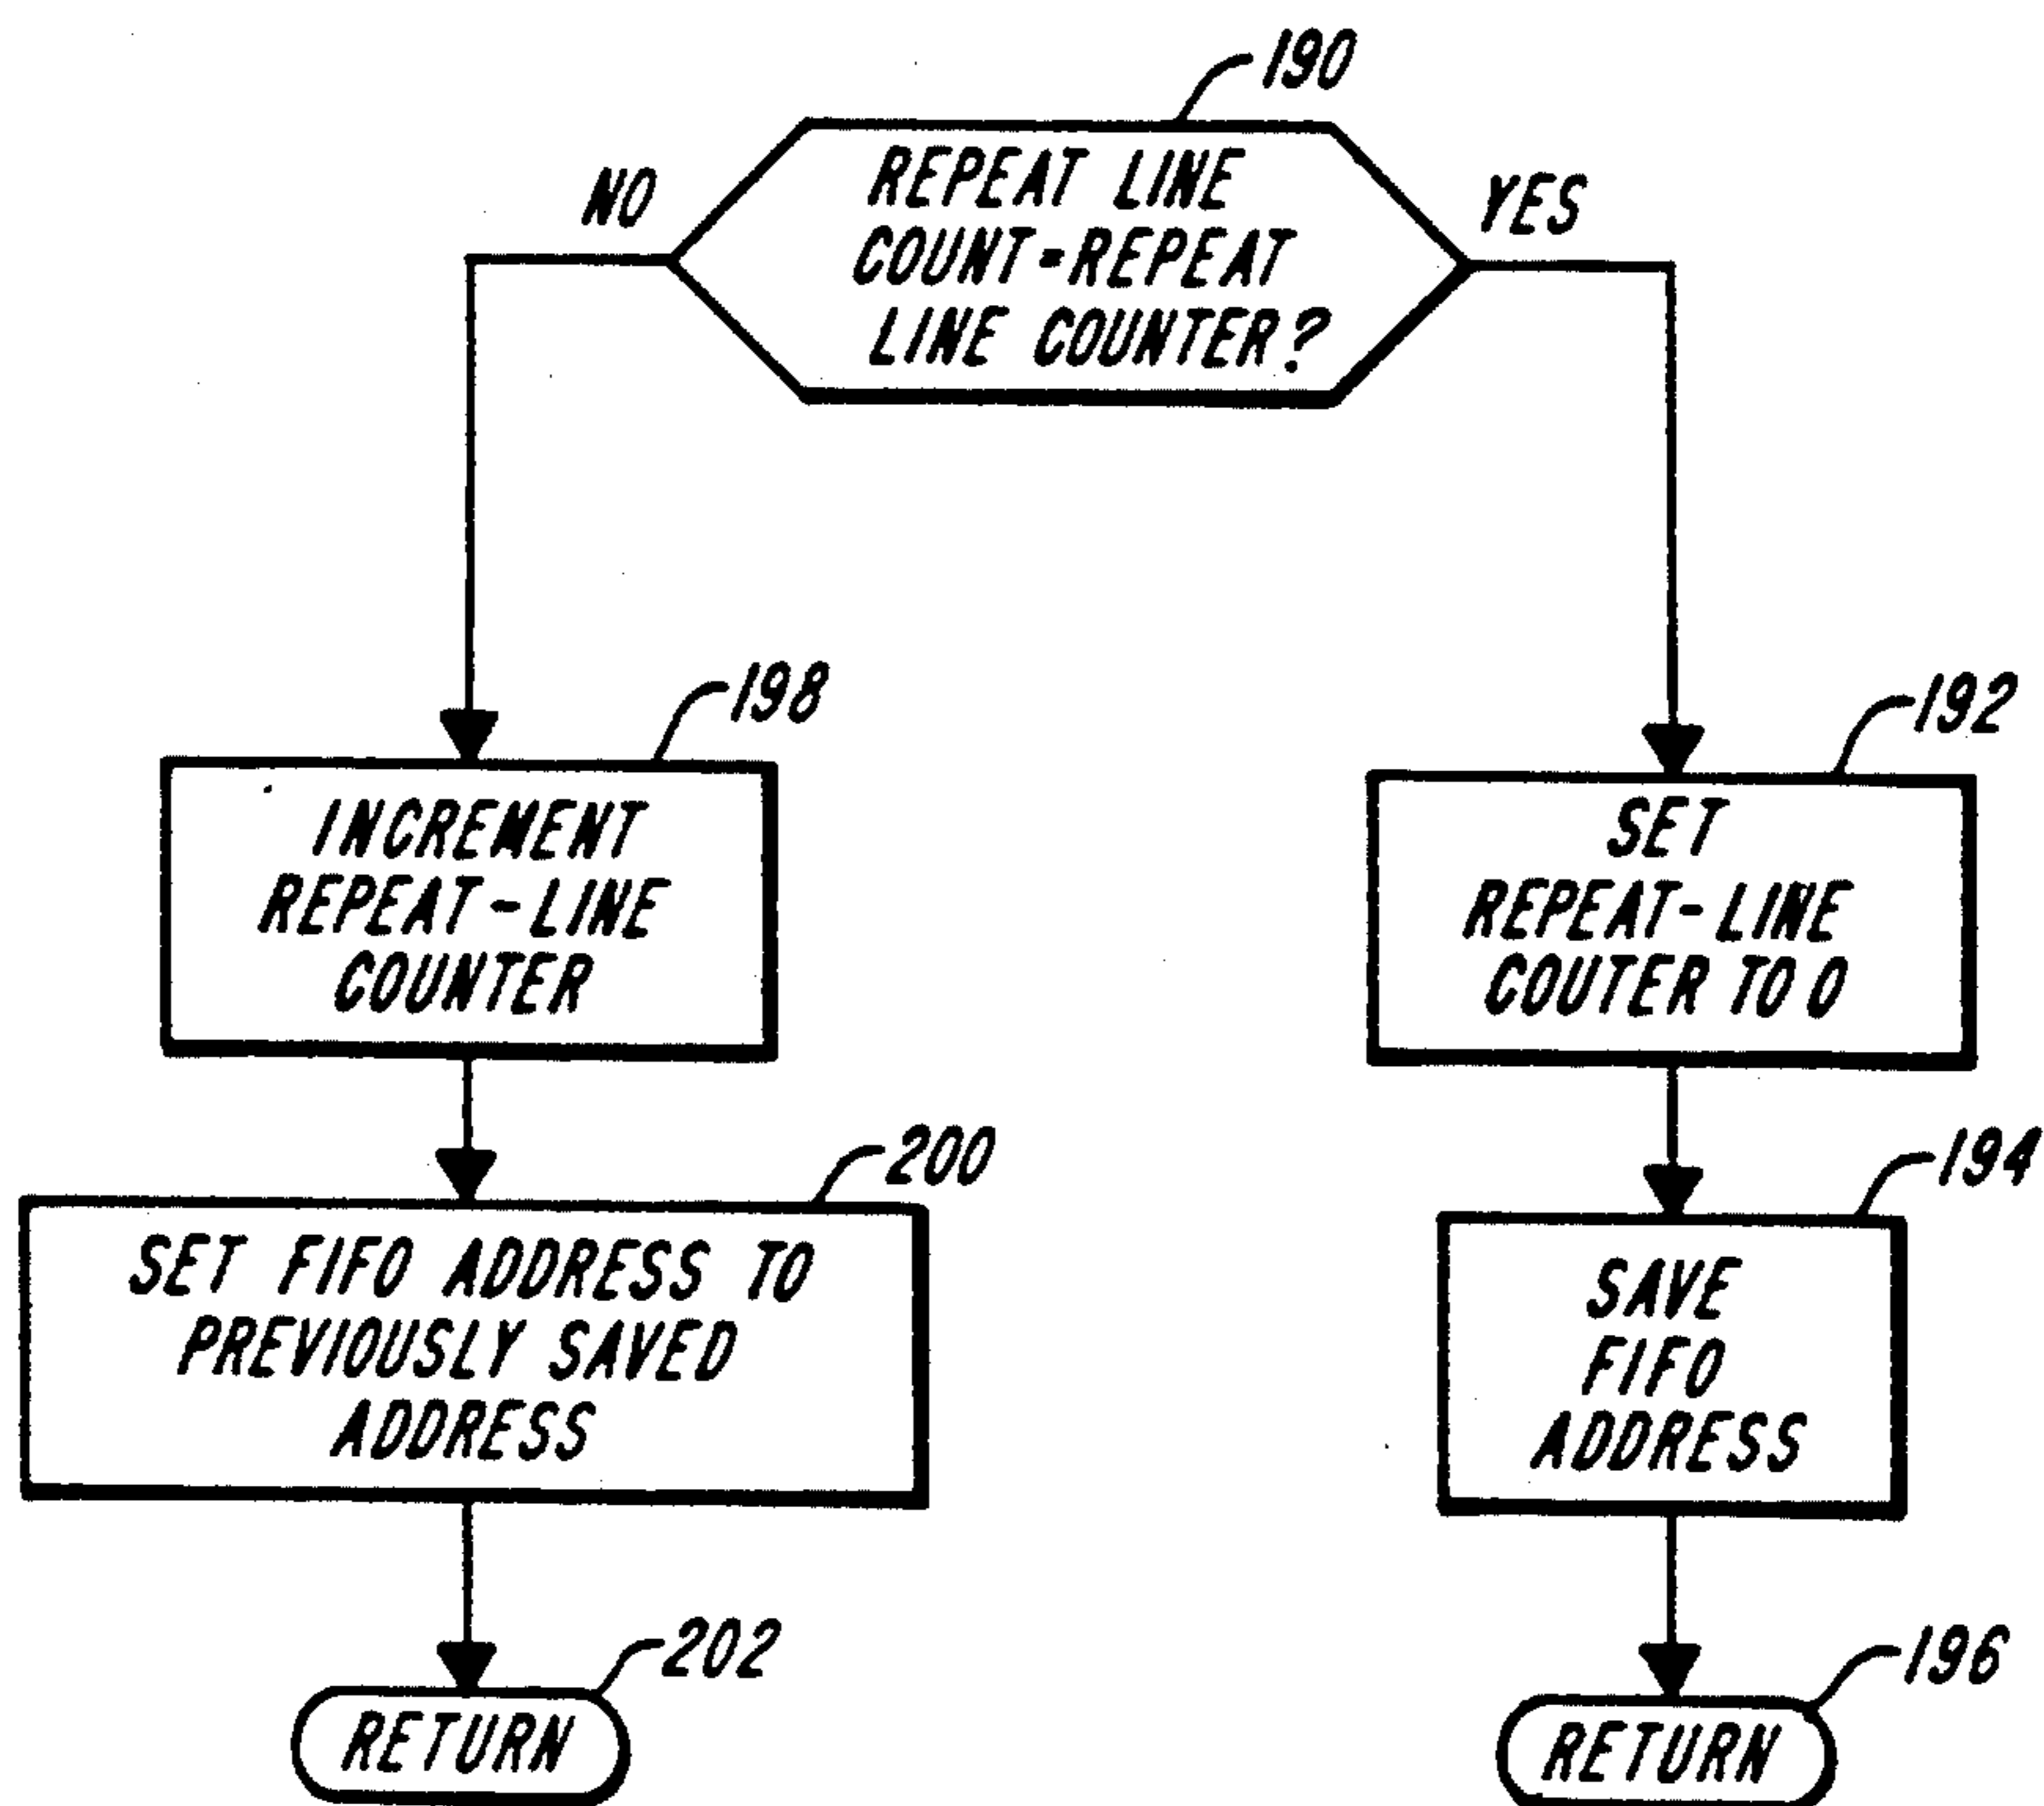 190
NO
REPEAT LINE
COUNT=REPEAT
LINE COUNTER?
YES
198
INCREMENT
REPEAT-LINE
COUNTER
192
SET
REPEAT-LINE
COUTER TO 0
200
SET FIFO ADDRESS TO
PREVIOUSLY SAVED
ADDRESS
194
SAVE
FIFO
ADDRESS
202
RETURN
196
RETURN